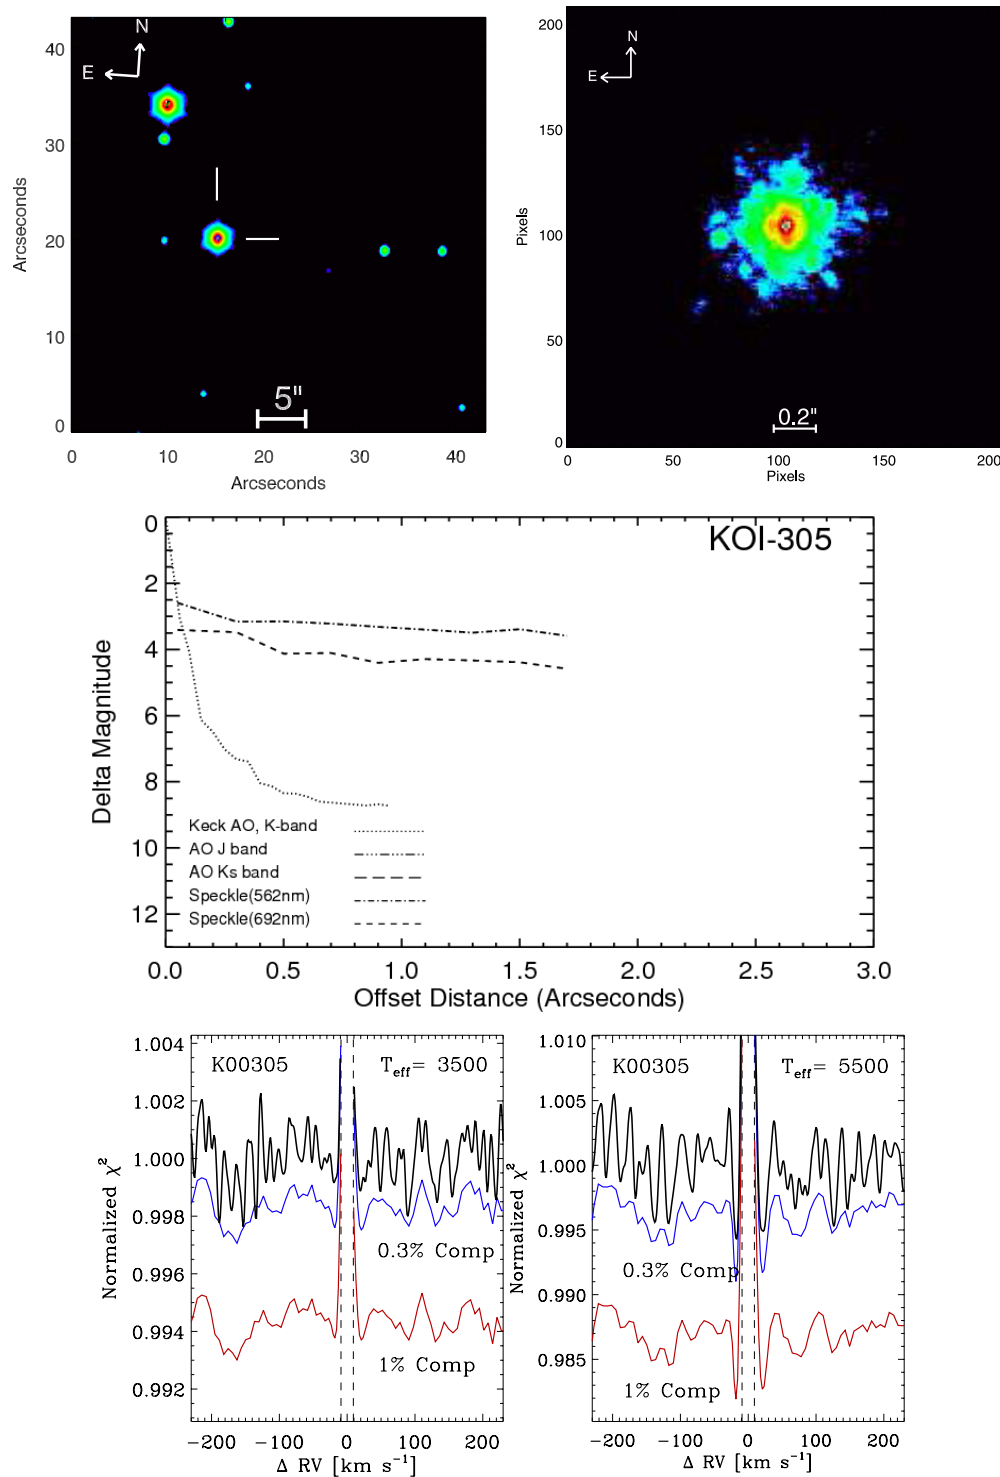 N
E
40
30
20
10
0
Arcseconds
5"
0
10
20
30
40
Arcseconds
N
E
200
150
100
50
0
Pixels
0.2"
0
50
100
150
200
Pixels
KOI-305
0
2
4
6
8
10
12
Delta Magnitude
Keck AO, K-band
AO J band
AO Ks band
Speckle(562nm)
Speckle(692nm)
0.0 0.5 1.0 1.5 2.0 2.5 3.0
Offset Distance (Arcseconds)
K00305 Teff= 3500
1.004
1.002
1.000
0.998
0.996
0.994
0.992
Normalized χ²
0.3% Comp
1% Comp
−200 −100 0 100 200
Δ RV [km s⁻¹]
K00305 Teff= 5500
1.010
1.005
1.000
0.995
0.990
0.985
Normalized χ²
0.3% Comp
1% Comp
−200 −100 0 100 200
Δ RV [km s⁻¹]